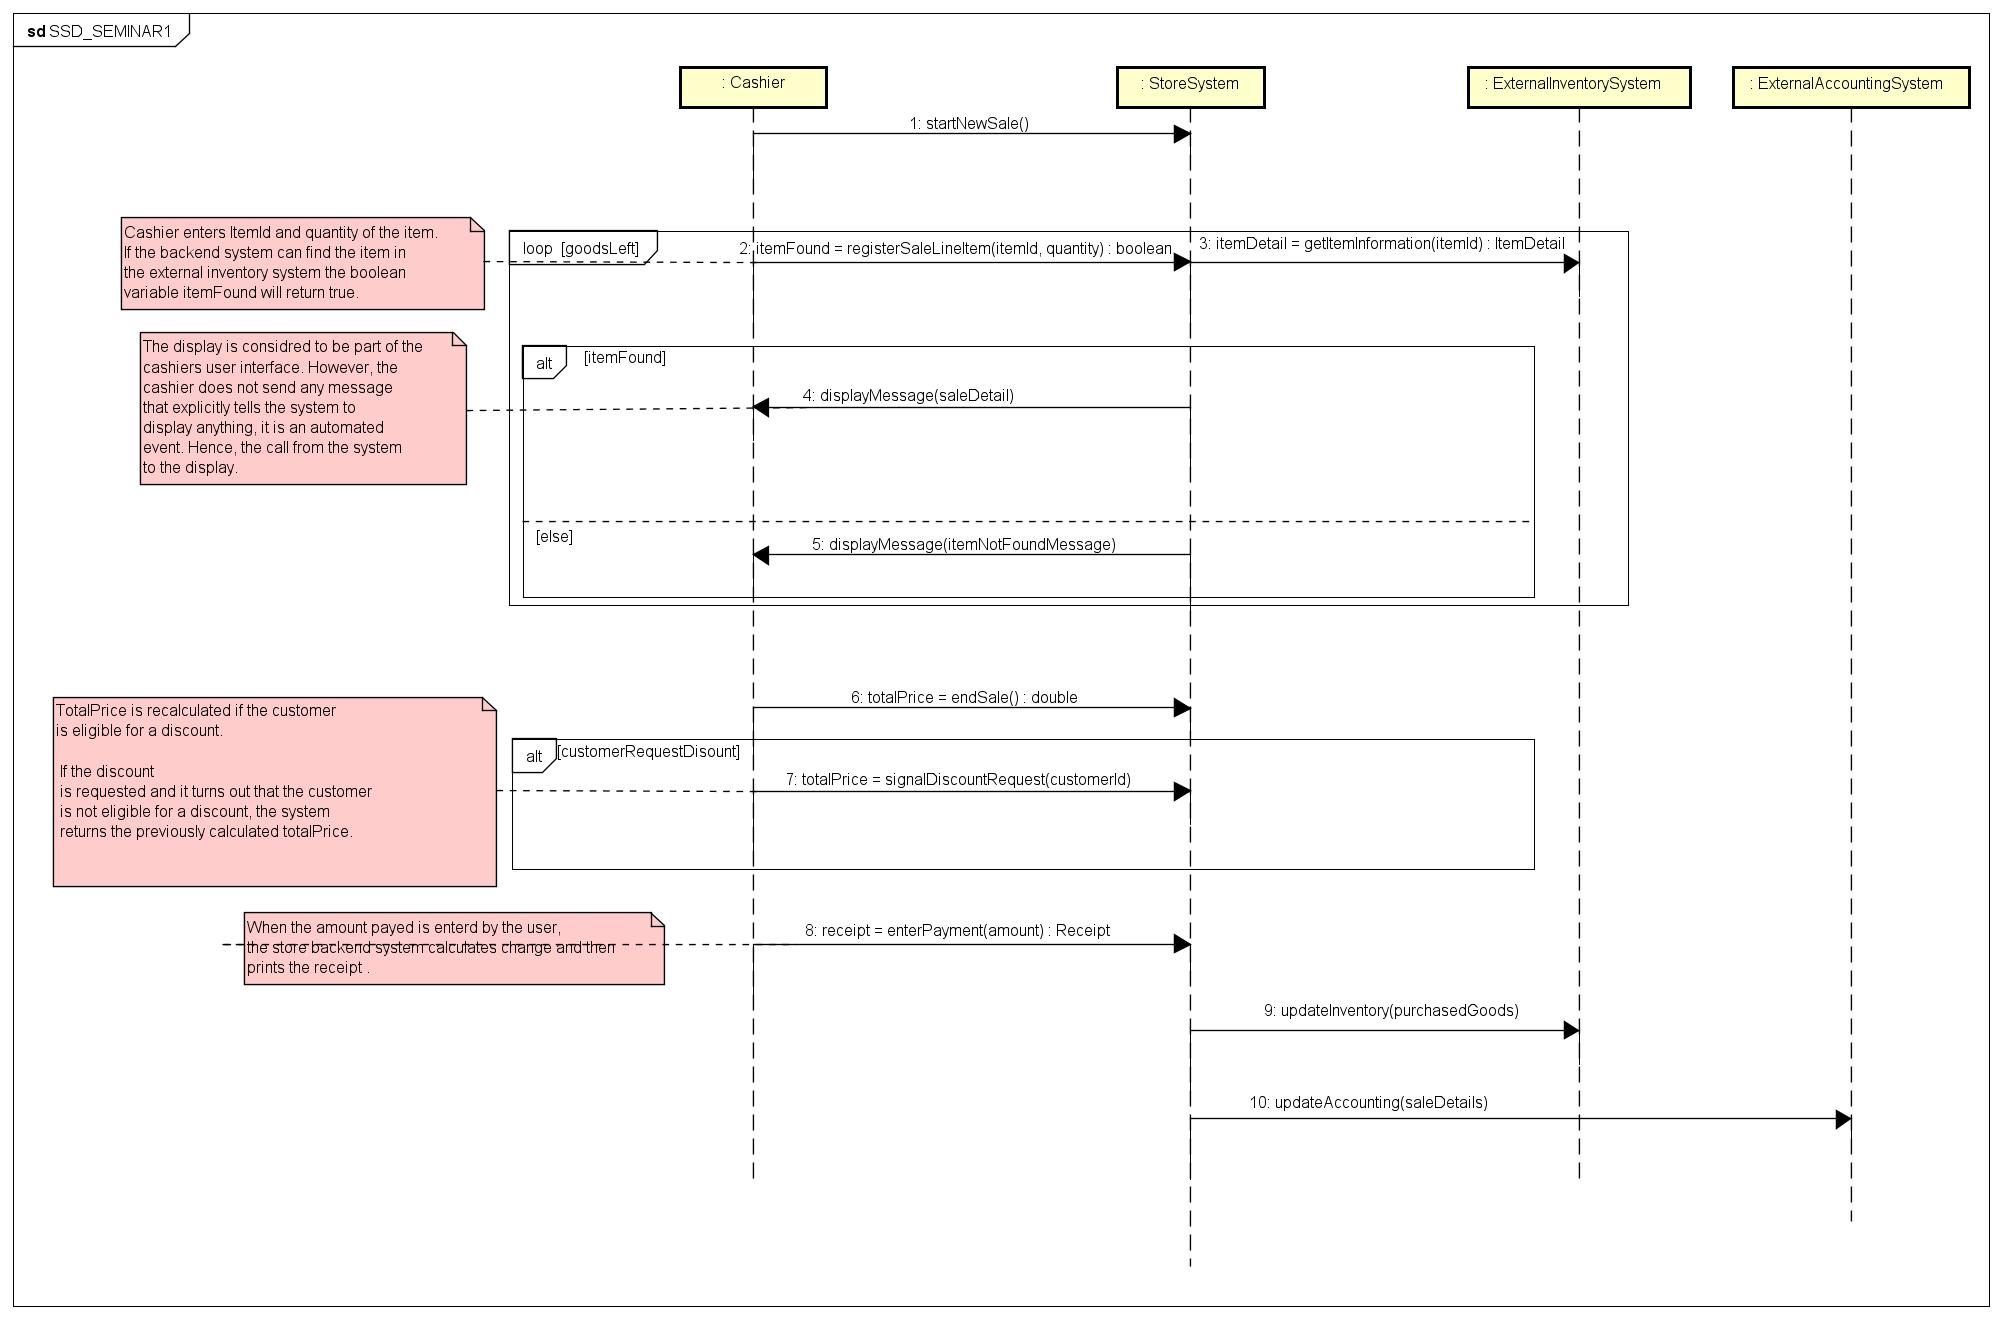 sd SSD_SEMINAR1
: Cashier
: StoreSystem
: ExternalInventorySystem
: ExternalAccountingSystem
1: startNewSale()
Cashier enters ItemId and quantity of the item.
If the backend system can find the item in
the external inventory system the boolean
variable itemFound will return true.
loop [goodsLeft]
2: itemFound = registerSaleLineItem(itemId, quantity) : boolean
3: itemDetail = getItemInformation(itemId) : ItemDetail
The display is considred to be part of the
cashiers user interface. However, the
cashier does not send any message
that explicitly tells the system to
display anything, it is an automated
event. Hence, the call from the system
to the display.
alt [itemFound]
4: displayMessage(saleDetail)
[else]
5: displayMessage(itemNotFoundMessage)
6: totalPrice = endSale() : double
TotalPrice is recalculated if the customer
is eligible for a discount.
If the discount
is requested and it turns out that the customer
is not eligible for a discount, the system
returns the previously calculated totalPrice.
alt [customerRequestDisount]
7: totalPrice = signalDiscountRequest(customerId)
When the amount payed is enterd by the user,
the store backend system calculates change and then
prints the receipt .
8: receipt = enterPayment(amount) : Receipt
9: updateInventory(purchasedGoods)
10: updateAccounting(saleDetails)